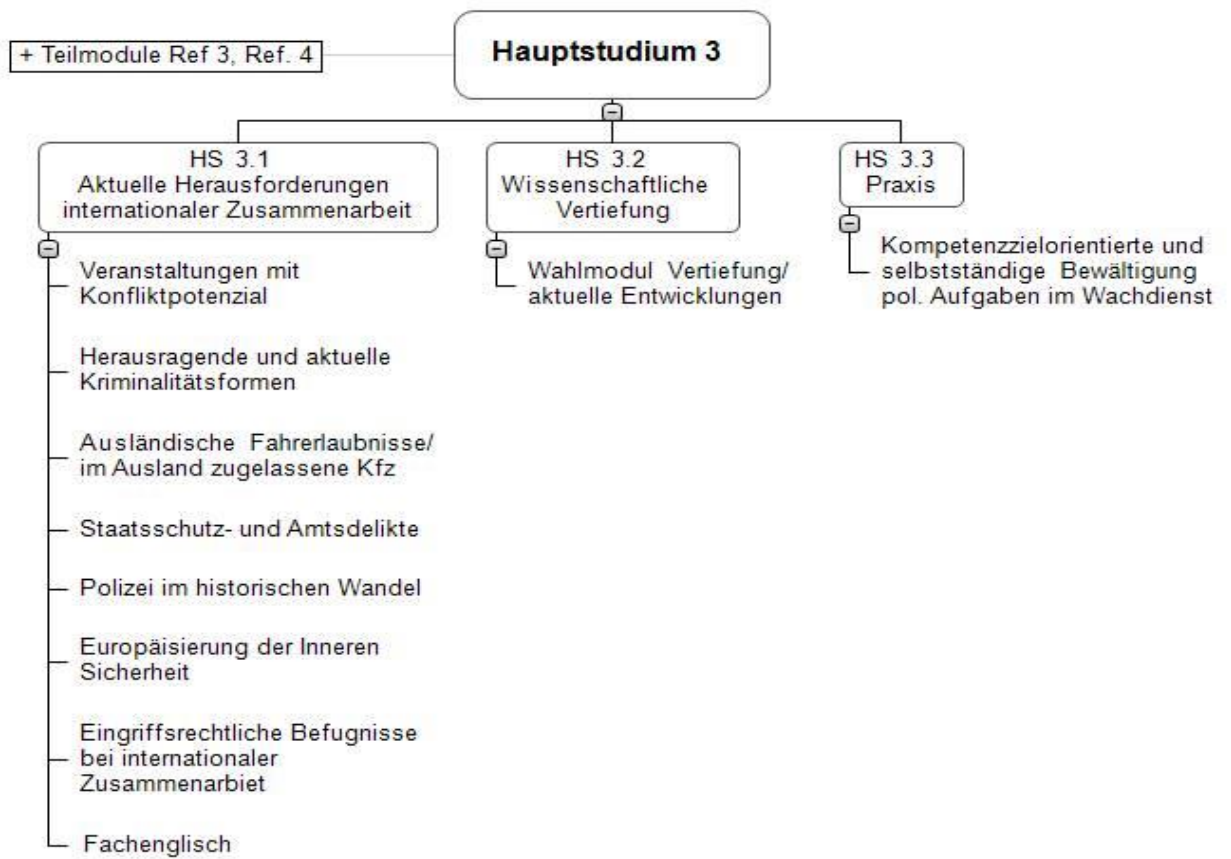 + Teilmodule Ref 3, Ref. 4
Hauptstudium 3
HS 3.1
Aktuelle Herausforderungen
internationaler Zusammenarbeit
Veranstaltungen mit
Konfliktpotenzial
Herausragende und aktuelle
Kriminalitätsformen
Ausländische Fahrerlaubnisse/
im Ausland zugelassene Kfz
Staatsschutz- und Amtsdelikte
Polizei im historischen Wandel
Europäisierung der Inneren
Sicherheit
Eingriffsrechtliche Befugnisse
bei internationaler
Zusammenarbiet
Fachenglisch
HS 3.2
Wissenschaftliche
Vertiefung
Wahlmodul Vertiefung/
aktuelle Entwicklungen
HS 3.3
Praxis
Kompetenzzielorientierte und
selbstständige Bewältigung
pol. Aufgaben im Wachdienst